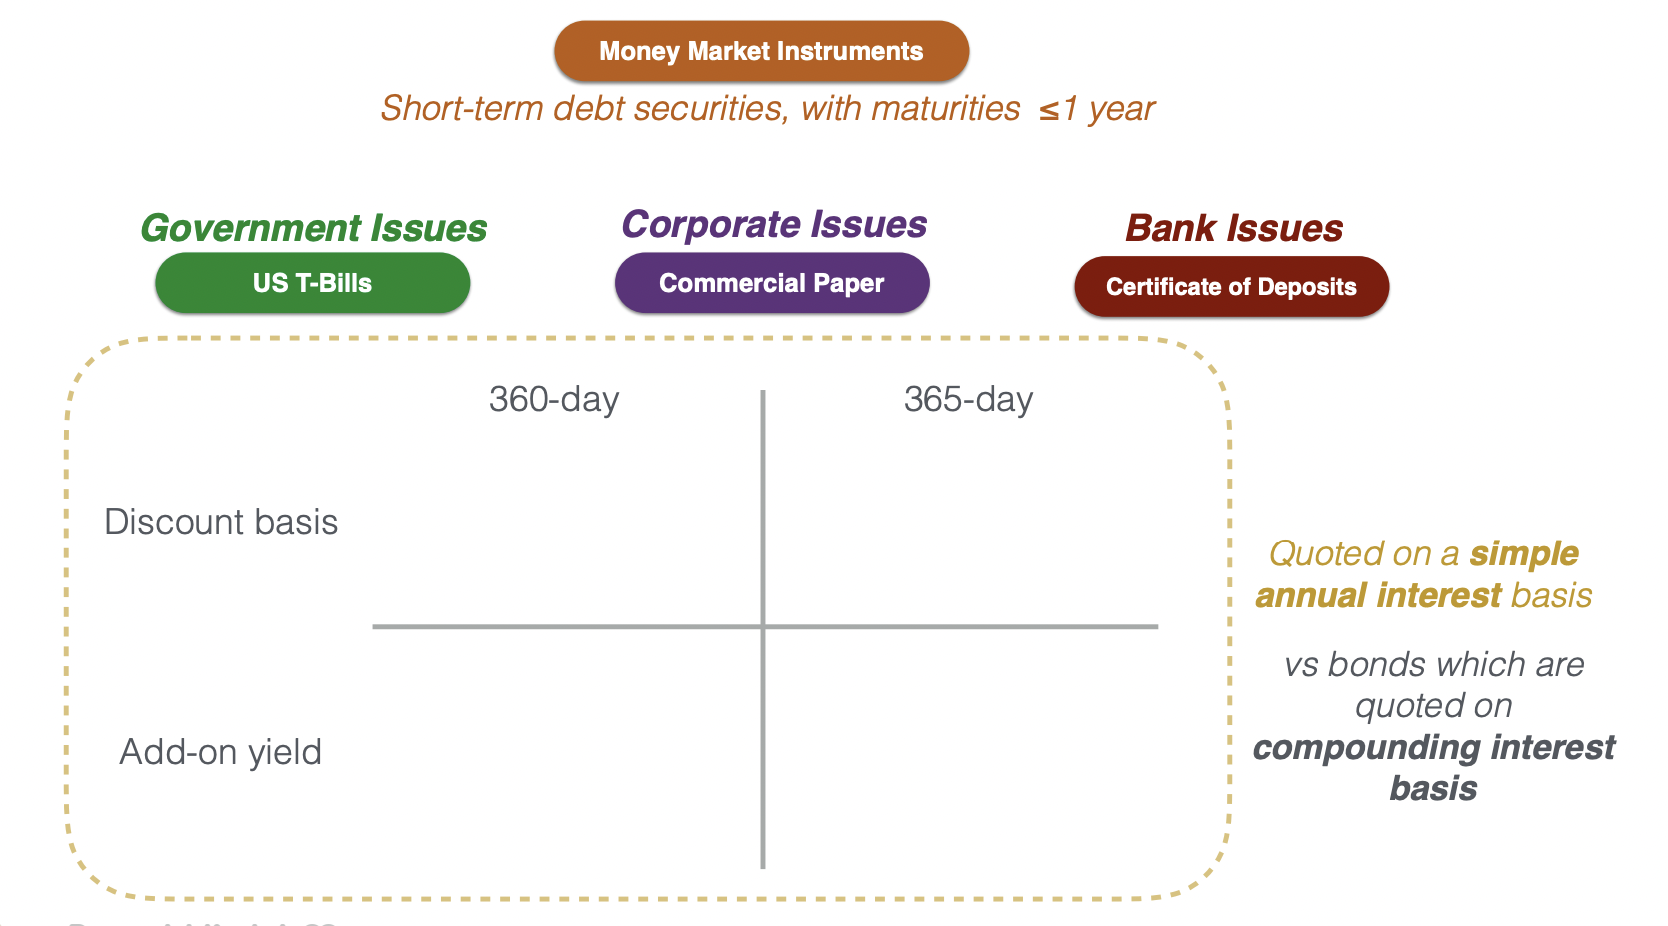 Money Market Instruments
Short-term debt securities, with maturities ≤1 year
Government Issues
Corporate Issues
Bank Issues
US T-Bills
Commercial Paper
Certificate of Deposits
360-day
365-day
Discount basis
Add-on yield
Quoted on a simple
annual interest basis
vs bonds which are
quoted on
compounding interest
basis